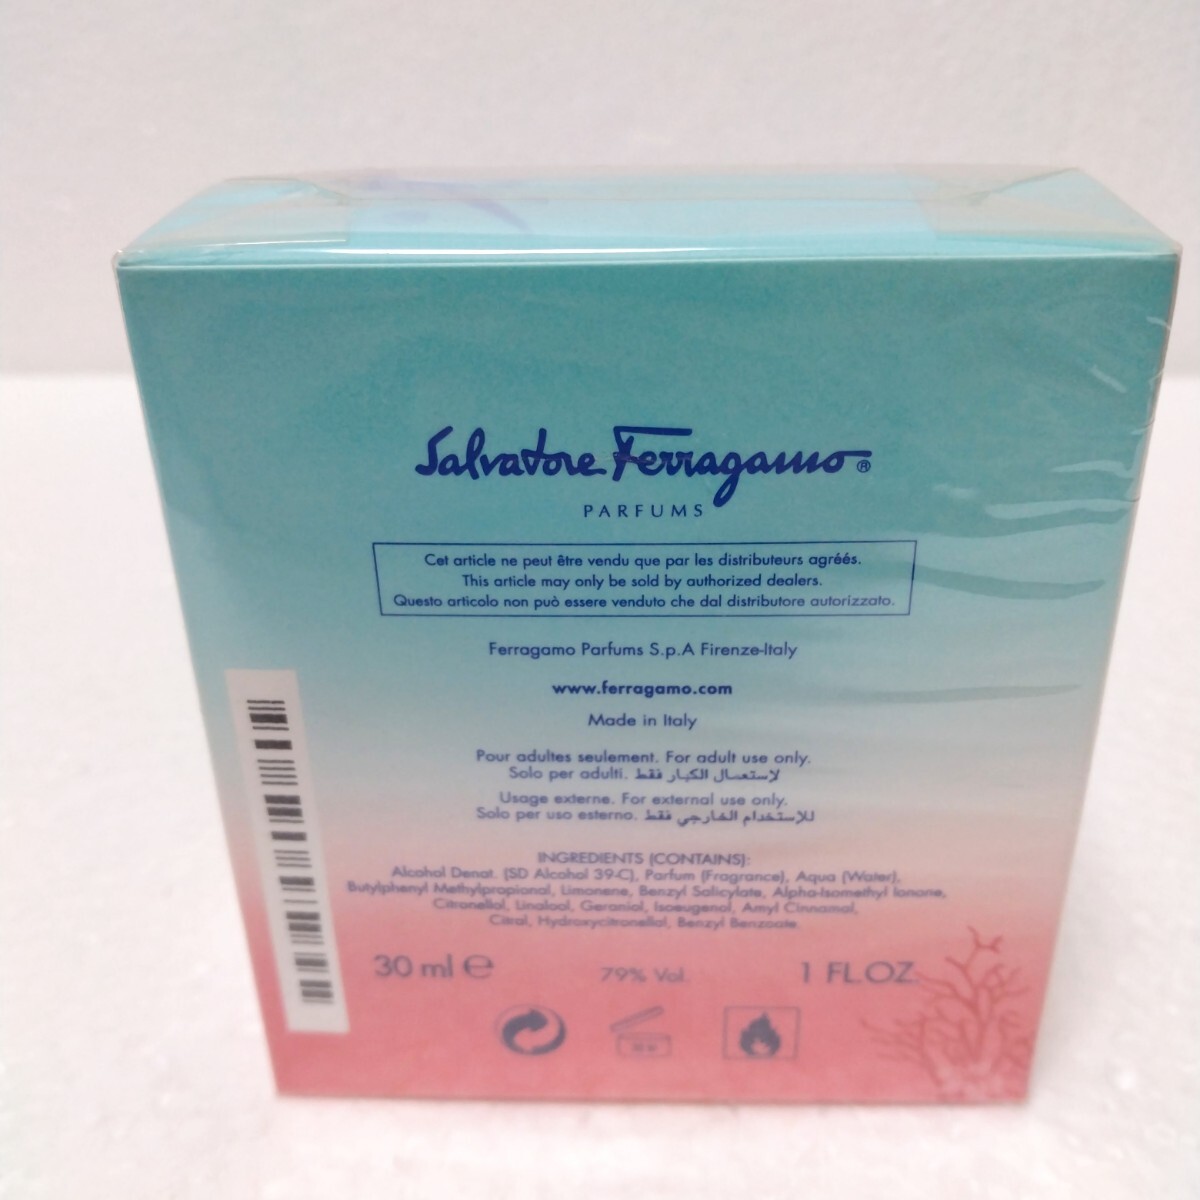 Salvatore Ferragamo®
PARFUMS
Cet article ne peut être vendu que par les distributeurs agréés.
This article may only be sold by authorized dealers.
Questo articolo non può essere venduto che dal distributore autorizzato.
Ferragamo Parfums S.p.A Firenze-Italy
www.ferragamo.com
Made in Italy
Pour adultes seulement. For adult use only.
Solo per adulti. لاستعمال الكبار فقط
Usage externe. For external use only.
Solo per uso esterno. للإستخدام الخارجي فقط
INGREDIENTS (CONTAINS):
Alcohol Denat. (SD Alcohol 39-C), Parfum (Fragrance), Aqua (Water),
Butylphenyl Methylpropional, Limonene, Benzyl Salicylate, Alpha-Isomethyl Ionone,
Citronellol, Linalool, Geraniol, Isoeugenol, Amyl Cinnamal,
Citral, Hydroxycitronellal, Benzyl Benzoate.
30 ml ℮ 79% Vol. 1 FL.OZ.